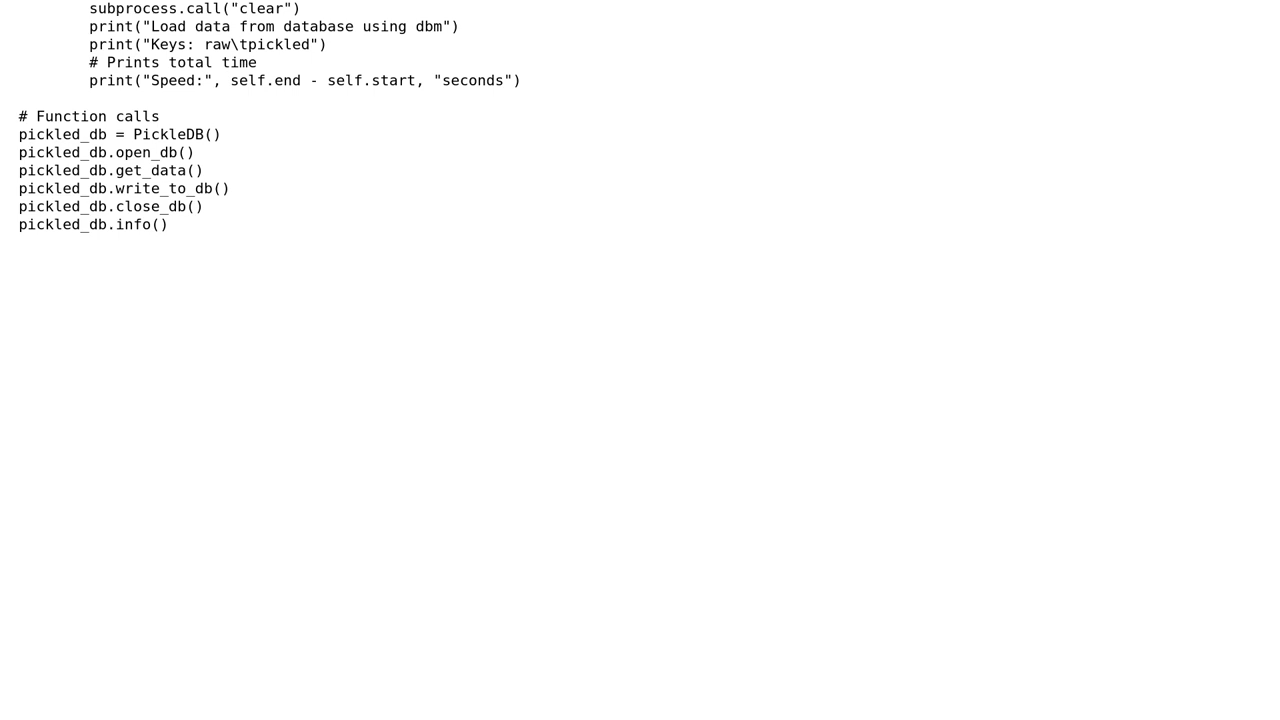 subprocess.call("clear")
        print("Load data from database using dbm")
        print("Keys: raw\tpickled")
        # Prints total time
        print("Speed:", self.end - self.start, "seconds")

# Function calls
pickled_db = PickleDB()
pickled_db.open_db()
pickled_db.get_data()
pickled_db.write_to_db()
pickled_db.close_db()
pickled_db.info()